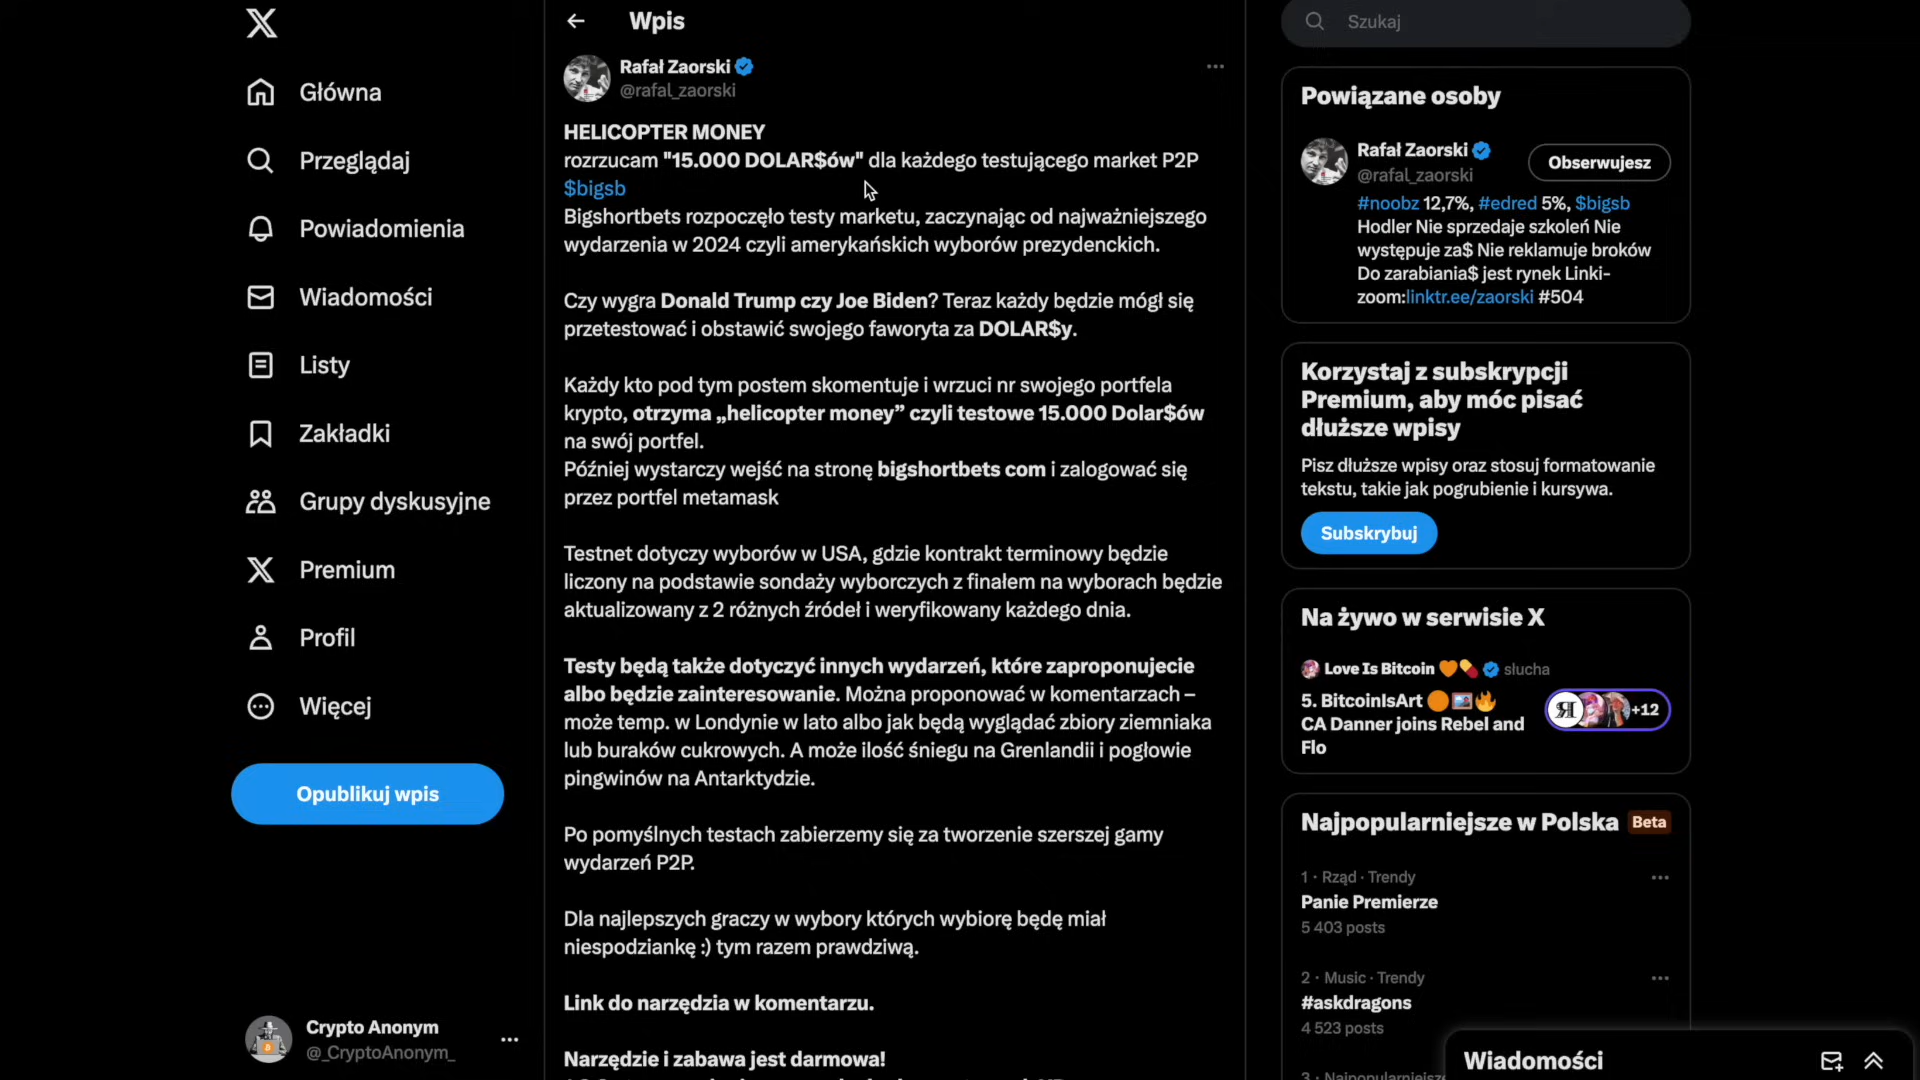 Główna
Przeglądaj
Powiadomienia
Wiadomości
Listy
Zakładki
Grupy dyskusyjne
Premium
Profil
Więcej
Opublikuj wpis
Crypto Anonym
@_CryptoAnonym_
Wpis
Rafał Zaorski
@rafal_zaorski
HELICOPTER MONEY
rozrzucam "15.000 DOLAR$ów" dla każdego testującego market P2P
$bigsb
Bigshortbets rozpoczęło testy marketu, zaczynając od najważniejszego
wydarzenia w 2024 czyli amerykańskich wyborów prezydenckich.
Czy wygra Donald Trump czy Joe Biden? Teraz każdy będzie mógł się
przetestować i obstawić swojego faworyta za DOLAR$y.
Każdy kto pod tym postem skomentuje i wrzuci nr swojego portfela
krypto, otrzyma „helicopter money” czyli testowe 15.000 Dolar$ów
na swój portfel.
Później wystarczy wejść na stronę bigshortbets com i zalogować się
przez portfel metamask
Testnet dotyczy wyborów w USA, gdzie kontrakt terminowy będzie
liczony na podstawie sondaży wyborczych z finałem na wyborach będzie
aktualizowany z 2 różnych źródeł i weryfikowany każdego dnia.
Testy będą także dotyczyć innych wydarzeń, które zaproponujecie
albo będzie zainteresowanie. Można proponować w komentarzach –
może temp. w Londynie w lato albo jak będą wyglądać zbiory ziemniaka
lub buraków cukrowych. A może ilość śniegu na Grenlandii i pogłowie
pingwinów na Antarktydzie.
Po pomyślnych testach zabierzemy się za tworzenie szerszej gamy
wydarzeń P2P.
Dla najlepszych graczy w wybory których wybiorę będę miał
niespodziankę :) tym razem prawdziwą.
Link do narzędzia w komentarzu.
Narzędzie i zabawa jest darmowa!
Szukaj
Powiązane osoby
Rafał Zaorski
@rafal_zaorski
Obserwujesz
#noobz 12,7%, #edred 5%, $bigsb
Hodler Nie sprzedaje szkoleń Nie
występuje za$ Nie reklamuje broków
Do zarabiania$ jest rynek Linki-
zoom:linktr.ee/zaorski #504
Korzystaj z subskrypcji
Premium, aby móc pisać
dłuższe wpisy
Pisz dłuższe wpisy oraz stosuj formatowanie
tekstu, takie jak pogrubienie i kursywa.
Subskrybuj
Na żywo w serwisie X
Love Is Bitcoin słucha
5. BitcoinIsArt
CA Danner joins Rebel and
Flo
+12
Najpopularniejsze w Polska Beta
1 · Rząd · Trendy
Panie Premierze
5 403 posts
2 · Music · Trendy
#askdragons
4 523 posts
Wiadomości